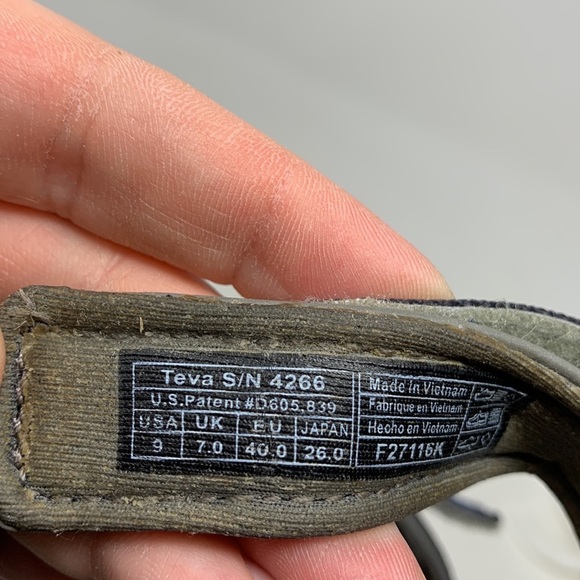 Teva S/N 4266
U.S.Patent #D605,839
USA UK EU JAPAN
9 7.0 40.0 26.0
Made in Vietnam
Fabriqué en Vietnam
Hecho en Vietnam
F27116K